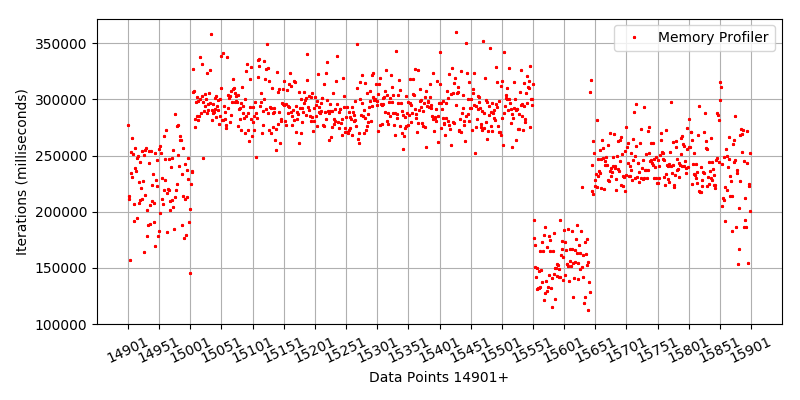 Memory Profiler
Iterations (milliseconds)
350000
300000
250000
200000
150000
100000
14901 14951 15001 15051 15101 15151 15201 15251 15301 15351 15401 15451 15501 15551 15601 15651 15701 15751 15801 15851 15901
Data Points 14901+